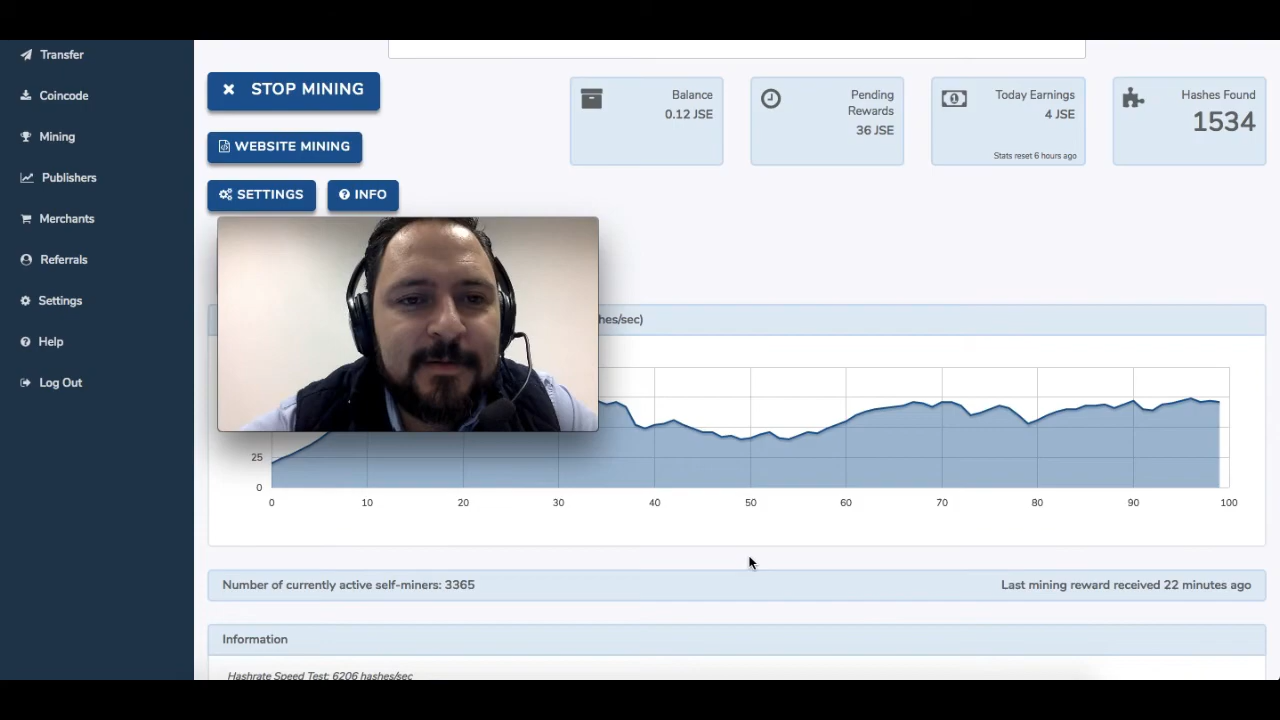 Transfer
Coincode
Mining
Publishers
Merchants
Referrals
Settings
Help
Log Out
STOP MINING
WEBSITE MINING
SETTINGS
INFO
Balance
0.12 JSE
Pending
Rewards
36 JSE
Today Earnings
4 JSE
Stats reset 6 hours ago
Hashes Found
1534
hes/sec)
25
0
0 10 20 30 40 50 60 70 80 90 100
Number of currently active self-miners: 3365
Last mining reward received 22 minutes ago
Information
Hashrate Speed Test: 6206 hashes/sec